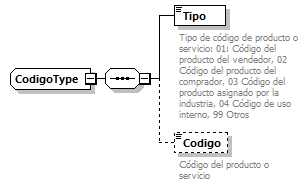 Tipo
Tipo de código de producto o
servicio: 01: Código del
producto del vendedor, 02
Código del producto del
comprador, 03 Código del
producto asignado por la
industria, 04 Código de uso
interno, 99 Otros
CodigoType
Codigo
Código del producto o
servicio